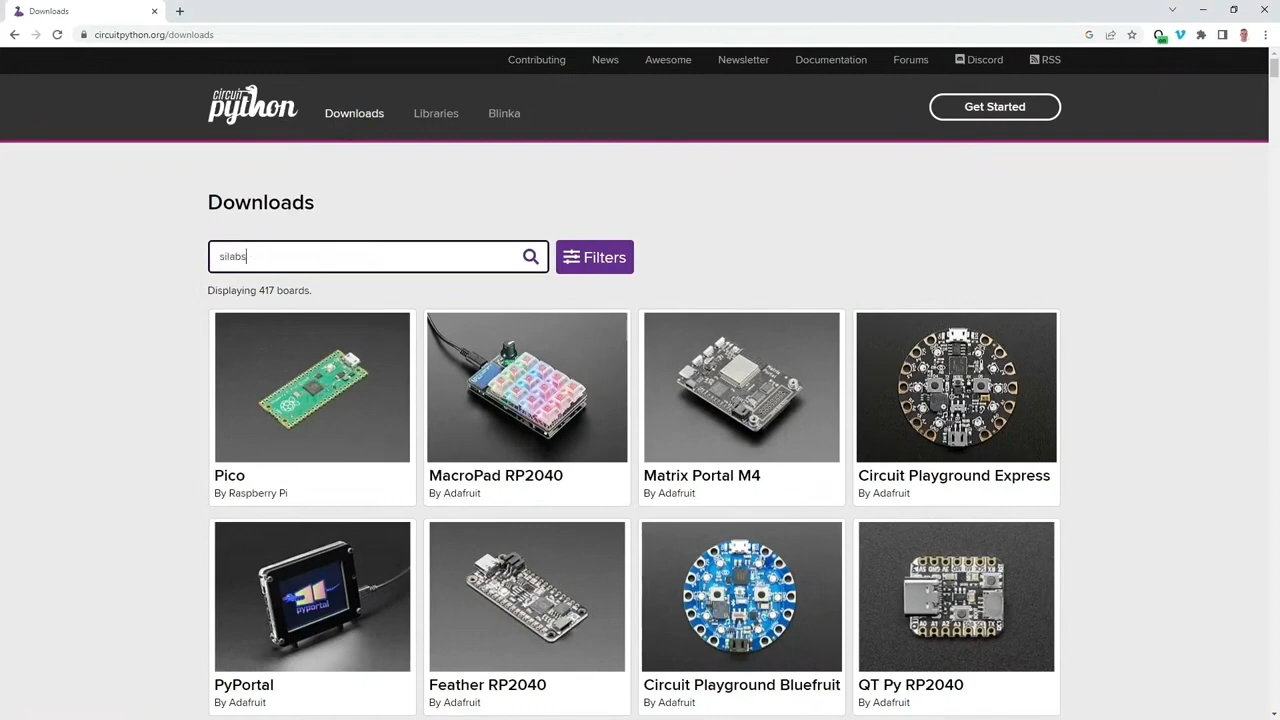 Downloads
circuitpython.org/downloads
Contributing
News
Awesome
Newsletter
Documentation
Forums
Discord
RSS
circuit
python
Downloads
Libraries
Blinka
Get Started
Downloads
silabs
Filters
Displaying 417 boards.
Pico
By Raspberry Pi
MacroPad RP2040
By Adafruit
Matrix Portal M4
By Adafruit
Circuit Playground Express
By Adafruit
pyportal
PyPortal
By Adafruit
Feather RP2040
By Adafruit
Circuit Playground Bluefruit
By Adafruit
QT Py RP2040
By Adafruit